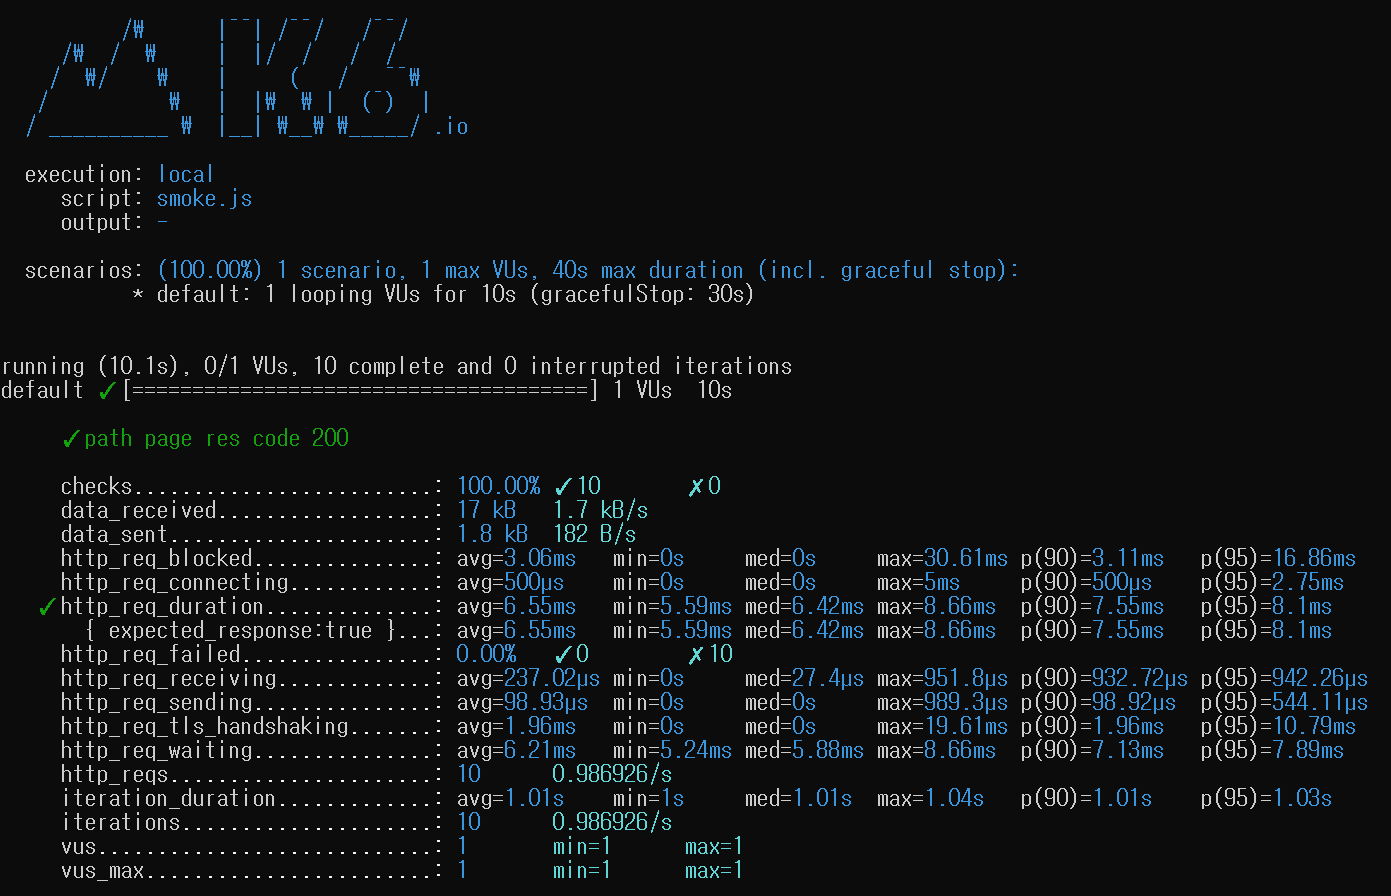 /₩      |‾‾| /‾‾/   /‾‾/
     /₩  /  ₩     |  |/  /   /  /
    /  ₩/    ₩    |     (   /   ‾‾₩
   /          ₩   |  |₩  ₩ |  (‾)  |
  / __________ ₩  |__| ₩__₩ ₩_____/ .io
execution: local
script: smoke.js
output: -
scenarios: (100.00%) 1 scenario, 1 max VUs, 40s max duration (incl. graceful stop):
* default: 1 looping VUs for 10s (gracefulStop: 30s)
running (10.1s), 0/1 VUs, 10 complete and 0 interrupted iterations
default ✓ [======================================] 1 VUs  10s
✓ path page res code 200
checks.........................: 100.00% ✓ 10       ✗ 0
data_received..................: 17 kB   1.7 kB/s
data_sent......................: 1.8 kB  182 B/s
http_req_blocked...............: avg=3.06ms   min=0s     med=0s     max=30.61ms p(90)=3.11ms   p(95)=16.86ms
http_req_connecting............: avg=500µs    min=0s     med=0s     max=5ms     p(90)=500µs    p(95)=2.75ms
✓ http_req_duration..............: avg=6.55ms   min=5.59ms med=6.42ms max=8.66ms  p(90)=7.55ms   p(95)=8.1ms
{ expected_response:true }...: avg=6.55ms   min=5.59ms med=6.42ms max=8.66ms  p(90)=7.55ms   p(95)=8.1ms
http_req_failed................: 0.00%   ✓ 0        ✗ 10
http_req_receiving.............: avg=237.02µs min=0s     med=27.4µs max=951.8µs p(90)=932.72µs p(95)=942.26µs
http_req_sending...............: avg=98.93µs  min=0s     med=0s     max=989.3µs p(90)=98.92µs  p(95)=544.11µs
http_req_tls_handshaking.......: avg=1.96ms   min=0s     med=0s     max=19.61ms p(90)=1.96ms   p(95)=10.79ms
http_req_waiting...............: avg=6.21ms   min=5.24ms med=5.88ms max=8.66ms  p(90)=7.13ms   p(95)=7.89ms
http_reqs......................: 10      0.986926/s
iteration_duration.............: avg=1.01s    min=1s     med=1.01s  max=1.04s   p(90)=1.01s    p(95)=1.03s
iterations.....................: 10      0.986926/s
vus............................: 1       min=1      max=1
vus_max........................: 1       min=1      max=1